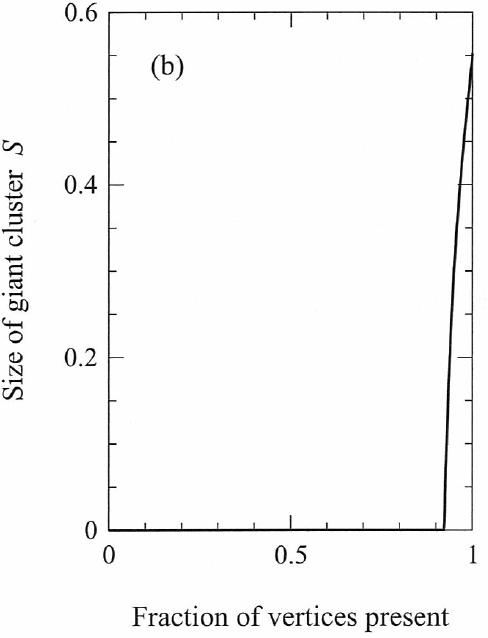 0.6
(b)
0.4
0.2
0
0
0.5
1
Size of giant cluster S
Fraction of vertices present